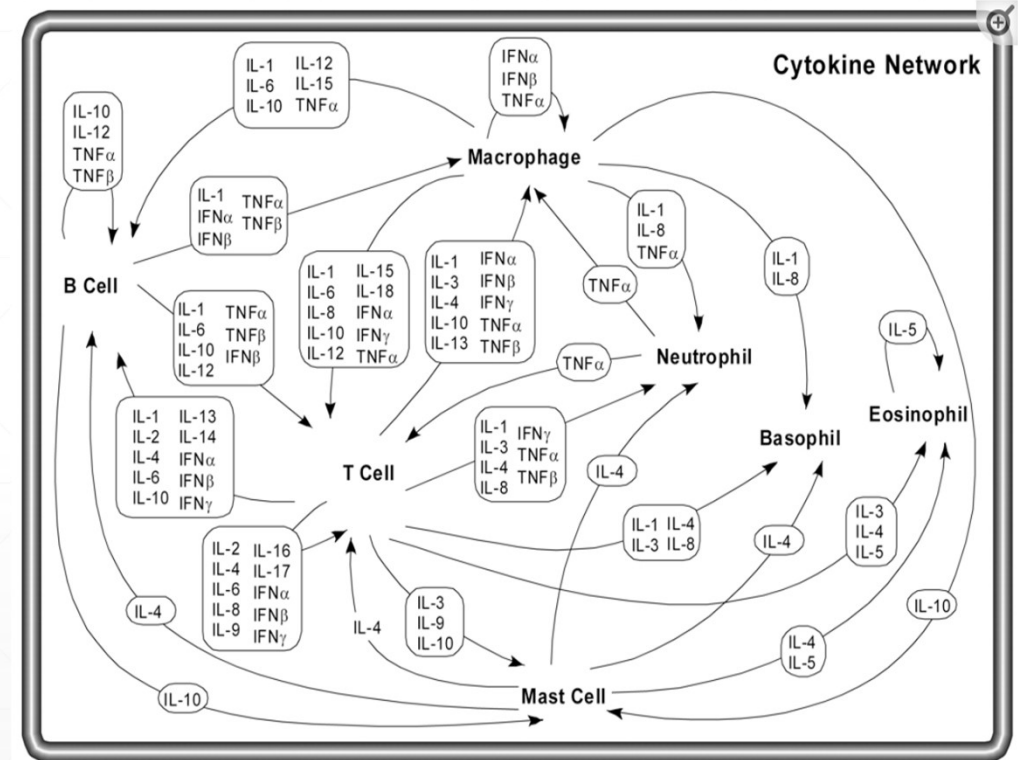 Cytokine Network
IL-1 IL-12
IL-6 IL-15
IL-10 TNFα
IFNα
IFNβ
TNFα
IL-10
IL-12
TNFα
TNFβ
Macrophage
IL-1 TNFα
IFNα TNFβ
IFNβ
IL-1
IL-8
TNFα
IL-1
IL-8
B Cell
IL-1 IL-15
IL-6 IL-18
IL-8 IFNα
IL-10 IFNγ
IL-12 TNFα
IL-1 IFNα
IL-3 IFNβ
IL-4 IFNγ
IL-10 TNFα
IL-13 TNFβ
TNFα
IL-1 TNFα
IL-6 TNFβ
IL-10 IFNβ
IL-12
IL-5
Neutrophil
TNFα
Eosinophil
IL-1 IL-13
IL-2 IL-14
IL-4 IFNα
IL-6 IFNβ
IL-10 IFNγ
T Cell
IL-1 IFNγ
IL-3 TNFα
IL-4 TNFβ
IL-8
Basophil
IL-4
IL-1 IL-4
IL-3 IL-8
IL-4
IL-3
IL-4
IL-5
IL-2 IL-16
IL-4 IL-17
IL-6 IFNα
IL-8 IFNβ
IL-9 IFNγ
IL-4
IL-4
IL-3
IL-9
IL-10
IL-10
IL-4
IL-5
IL-10
Mast Cell